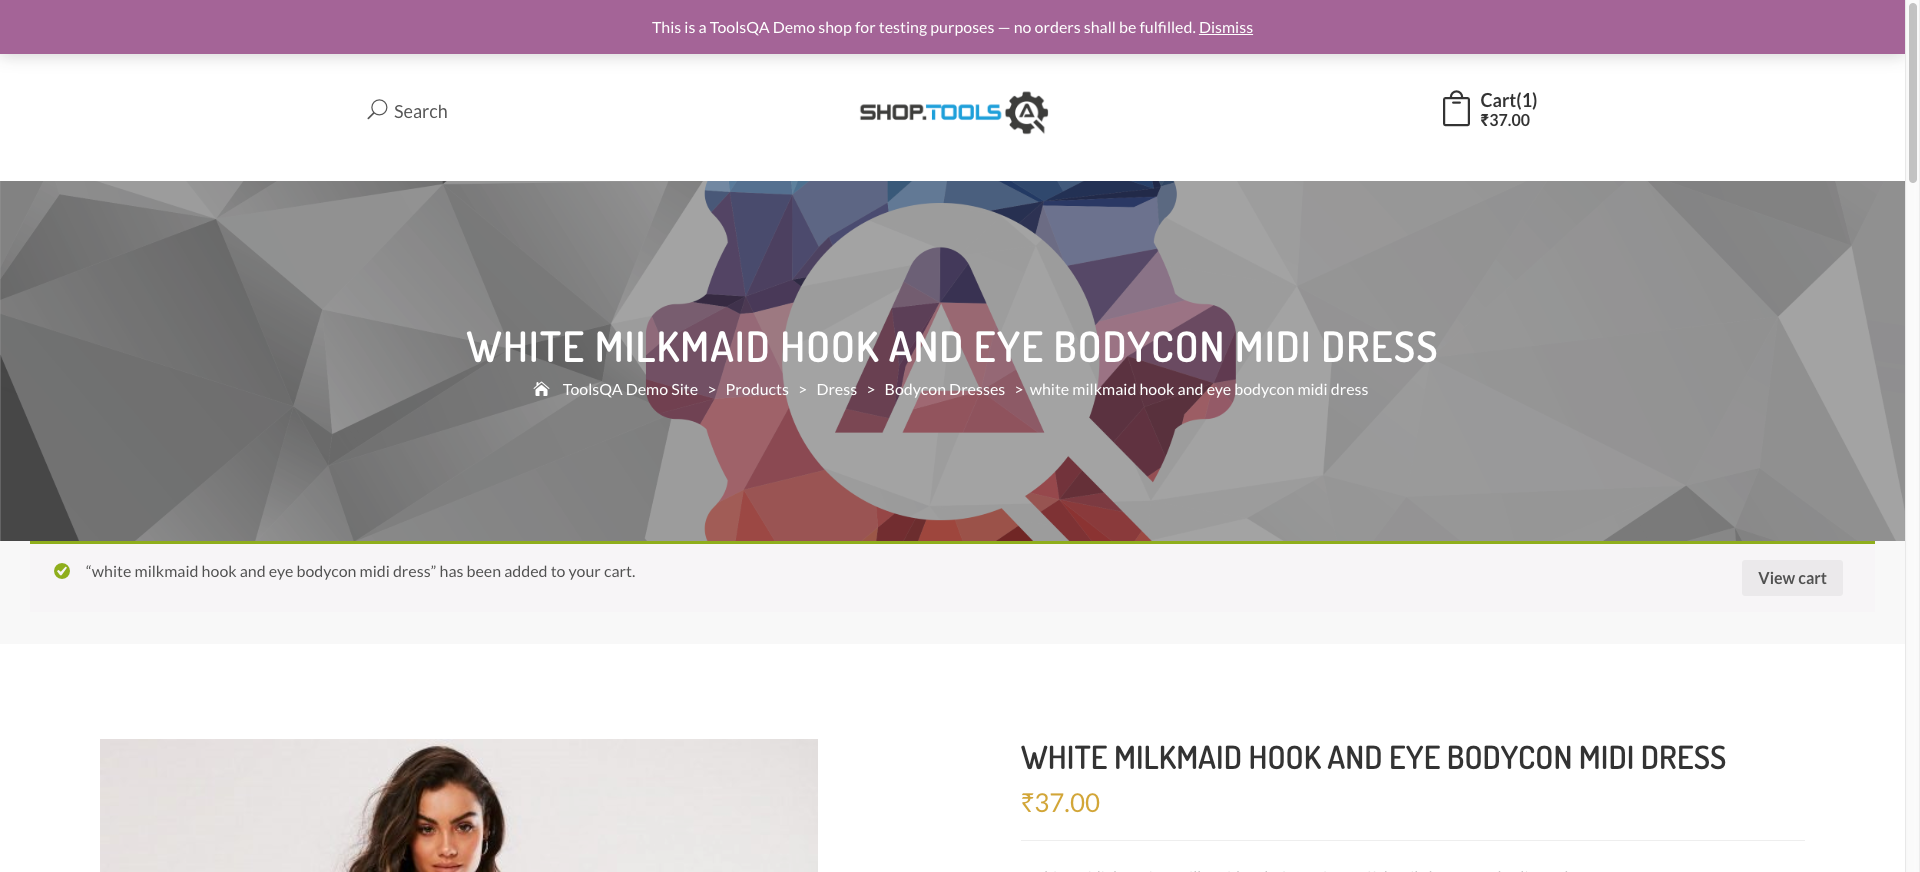 This is a ToolsQA Demo shop for testing purposes — no orders shall be fulfilled. Dismiss
Search
SHOP.TOOLS
Cart(1)
₹37.00
WHITE MILKMAID HOOK AND EYE BODYCON MIDI DRESS
ToolsQA Demo Site > Products > Dress > Bodycon Dresses > white milkmaid hook and eye bodycon midi dress
“white milkmaid hook and eye bodycon midi dress” has been added to your cart.
View cart
WHITE MILKMAID HOOK AND EYE BODYCON MIDI DRESS
₹37.00